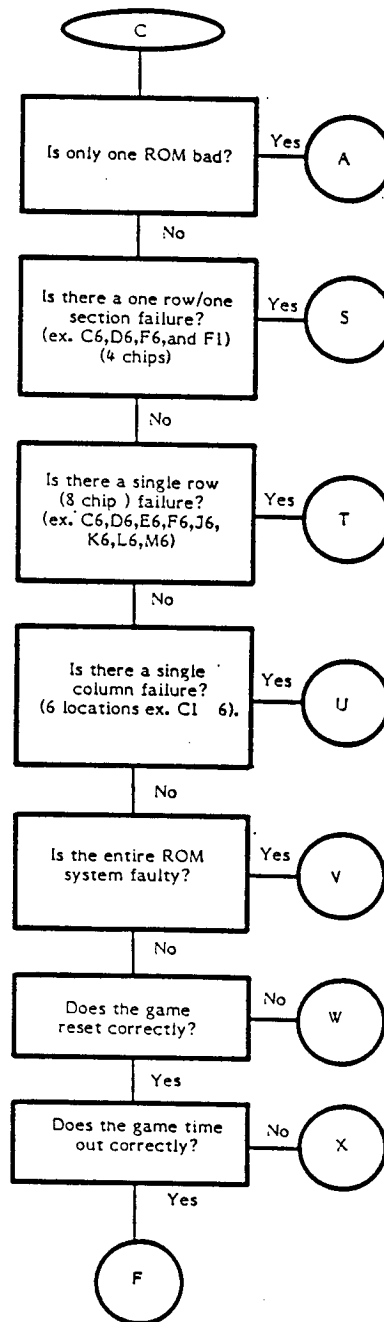 C
Is only one ROM bad?
Yes
A
No
Is there a one row/one
section failure?
(ex. C6,D6,F6,and F1)
(4 chips)
Yes
S
No
Is there a single row
(8 chip ) failure?
(ex. C6,D6,E6,F6,J6,
K6,L6,M6)
Yes
T
No
Is there a single
column failure?
(6 locations ex. C1 6).
Yes
U
No
Is the entire ROM
system faulty?
Yes
V
No
Does the game
reset correctly?
No
W
Yes
Does the game time
out correctly?
No
X
Yes
F